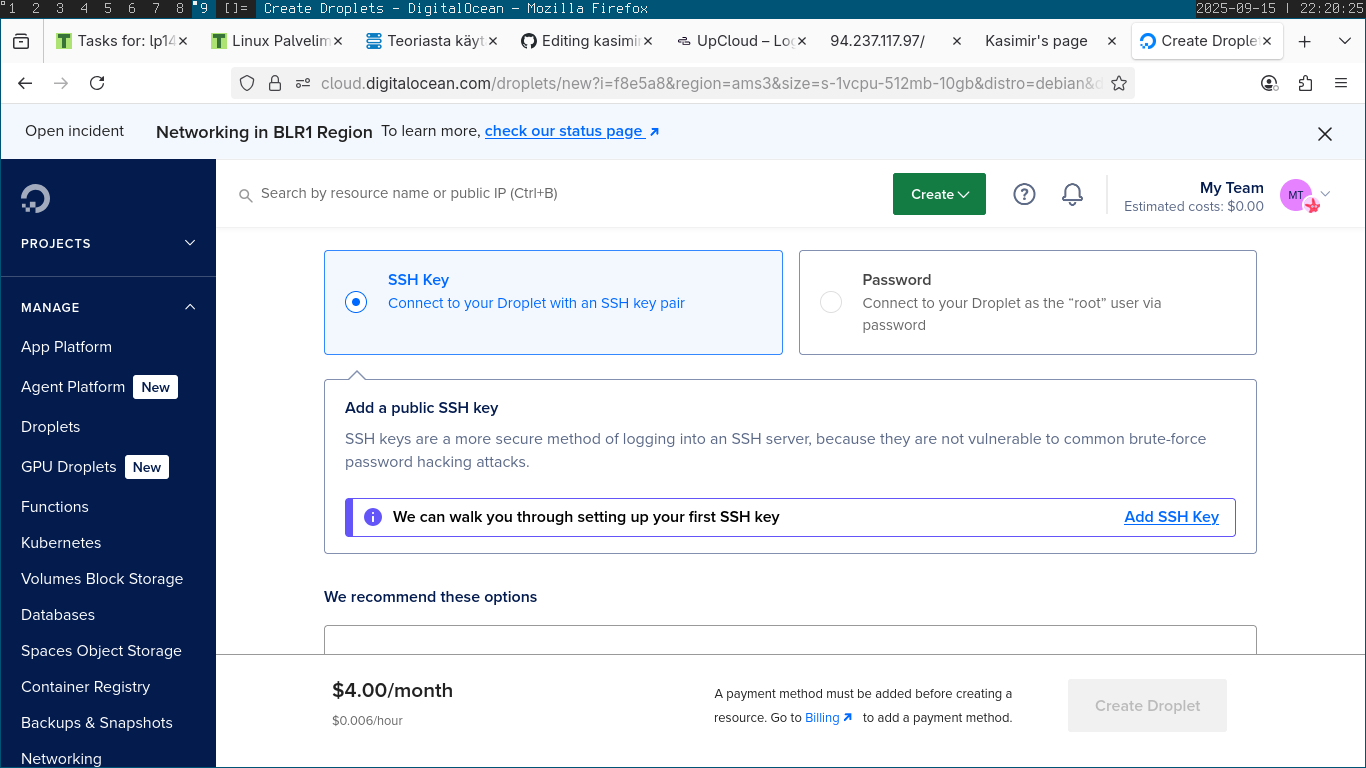 1 2 3 4 5 6 7 8 9 []= Create Droplets - DigitalOcean - Mozilla Firefox 2025-09-15 | 22:20:25
Tasks for: lp14 Linux Palvelim Teoriasta käyt Editing kasimir UpCloud – Log 94.237.117.97/ Kasimir's page Create Drople
cloud.digitalocean.com/droplets/new?i=f8e5a8&region=ams3&size=s-1vcpu-512mb-10gb&distro=debian&d
Open incident Networking in BLR1 Region To learn more, check our status page
Search by resource name or public IP (Ctrl+B)
Create
?
My Team
Estimated costs: $0.00
MT
PROJECTS
MANAGE
App Platform
Agent Platform New
Droplets
GPU Droplets New
Functions
Kubernetes
Volumes Block Storage
Databases
Spaces Object Storage
Container Registry
Backups & Snapshots
Networking
SSH Key
Connect to your Droplet with an SSH key pair
Password
Connect to your Droplet as the “root” user via
password
Add a public SSH key
SSH keys are a more secure method of logging into an SSH server, because they are not vulnerable to common brute-force
password hacking attacks.
We can walk you through setting up your first SSH key Add SSH Key
We recommend these options
$4.00/month
$0.006/hour
A payment method must be added before creating a
resource. Go to Billing to add a payment method.
Create Droplet